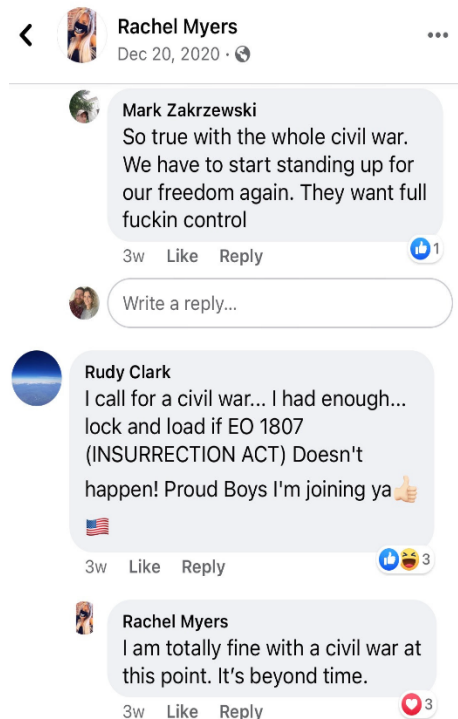 Rachel Myers
Dec 20, 2020 ·
Mark Zakrzewski
So true with the whole civil war.
We have to start standing up for
our freedom again. They want full
fuckin control
3w Like Reply 1
Write a reply...
Rudy Clark
I call for a civil war... I had enough...
lock and load if EO 1807
(INSURRECTION ACT) Doesn't
happen! Proud Boys I'm joining ya👍🏻
🇺🇸
3w Like Reply 3
Rachel Myers
I am totally fine with a civil war at
this point. It's beyond time.
3w Like Reply 3